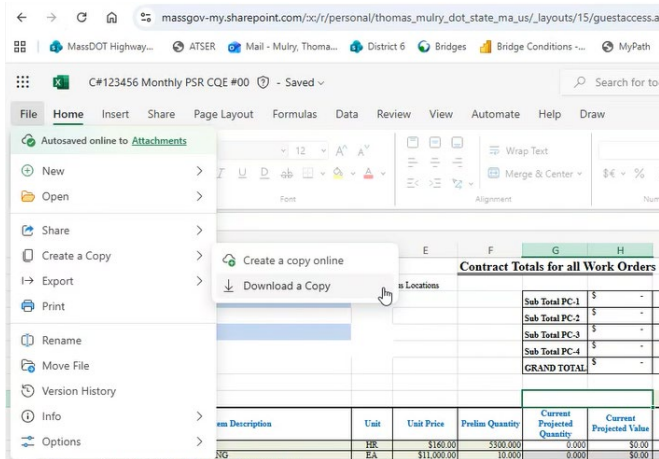 massgov-my.sharepoint.com/:x:/r/personal/thomas_mulry_dot_state_ma_us/_layouts/15/guestaccess.a
MassDOT Highway... ATSER Mail - Mulry, Thoma... District 6 Bridges Bridge Conditions -... MyPath
C#123456 Monthly PSR CQE #00 - Saved
Search for to
File Home Insert Share Page Layout Formulas Data Review View Automate Help Draw
Autosaved online to Attachments
New
Open
Share
Create a Copy
Export
Print
Rename
Move File
Version History
Info
Options
Create a copy online
Download a Copy
12 A^ A˅
I U D ab A
Font
Wrap Text
Merge & Center
Alignment
$€ %
Num
E F G H
Contract Totals for all Work Orders
ns Locations
Sub Total PC-1 $ -
Sub Total PC-2 $ -
Sub Total PC-3 $ -
Sub Total PC-4 $ -
GRAND TOTAL $ -
em Description Unit Unit Price Prelim Quantity Current Projected Quantity Current Projected Value
HR $160.00 5300.000 0.000 $0.00
NG EA $11,000.00 10.000 0.000 $0.00